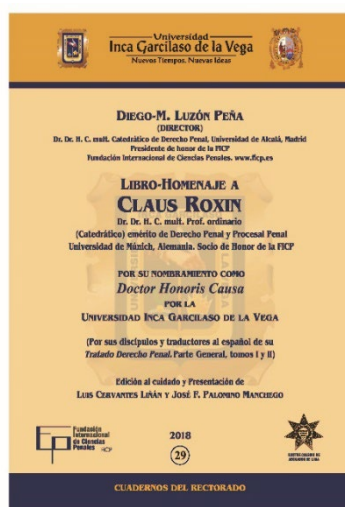 Universidad
Inca Garcilaso de la Vega
Nuevos Tiempos. Nuevas Ideas
DIEGO-M. LUZÓN PEÑA
(DIRECTOR)
Dr. Dr. H. C. mult. Catedrático de Derecho Penal, Universidad de Alcalá, Madrid
Presidente de honor de la FICP
Fundación Internacional de Ciencias Penales. www.ficp.es
LIBRO-HOMENAJE A
CLAUS ROXIN
Dr. Dr. H. C. mult. Prof. ordinario
(Catedrático) emérito de Derecho Penal y Procesal Penal
Universidad de Múnich, Alemania. Socio de Honor de la FICP
POR SU NOMBRAMIENTO COMO
Doctor Honoris Causa
POR LA
UNIVERSIDAD INCA GARCILASO DE LA VEGA
(Por sus discípulos y traductores al español de su
Tratado Derecho Penal. Parte General, tomos I y II)
Edición al cuidado y Presentación de
LUIS CERVANTES LIÑÁN Y JOSÉ F. PALOMINO MANCHEGO
Fundación
Internacional
de Ciencias
Penales FICP
2018
29
CUADERNOS DEL RECTORADO